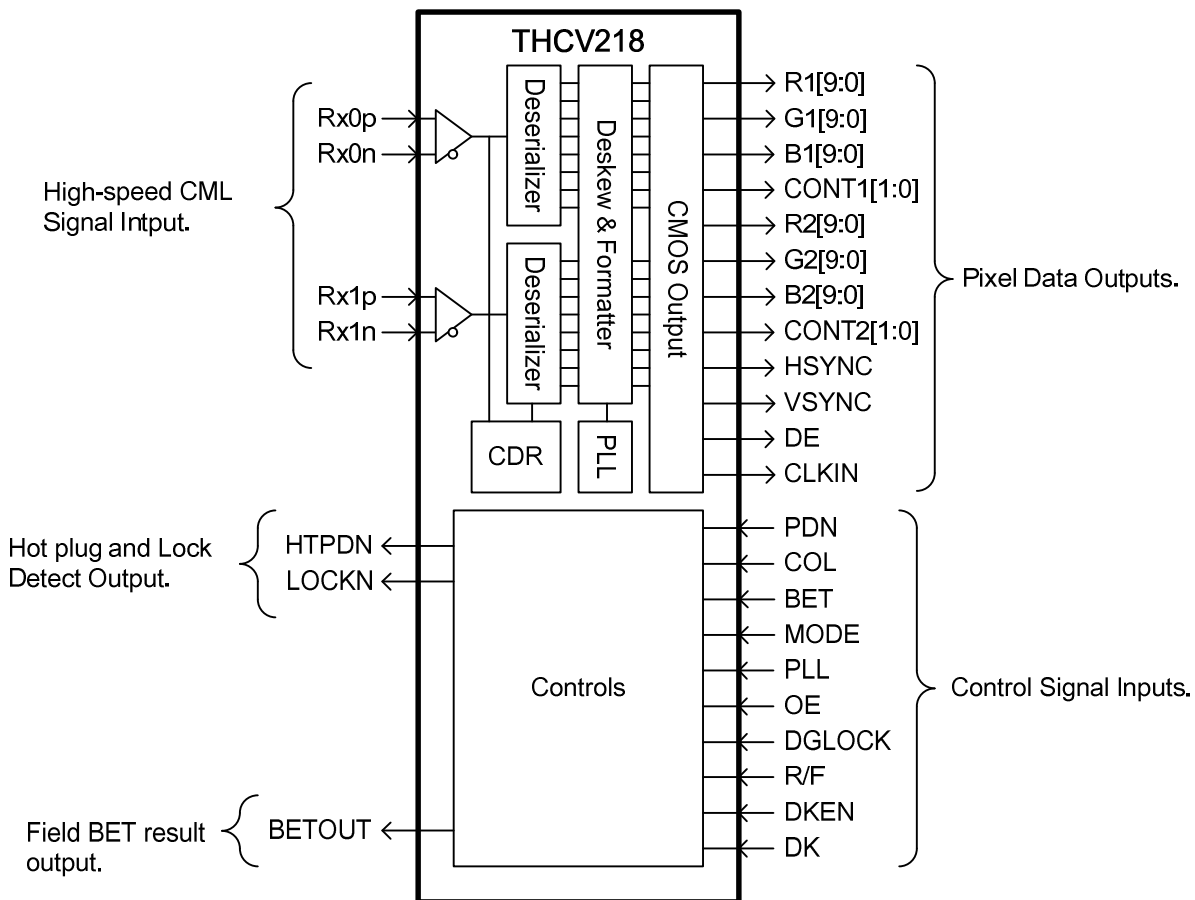 THCV218
High-speed CML
Signal Intput.
Rx0p
Rx0n
Rx1p
Rx1n
Deserializer
Deserializer
Deskew & Formatter
CMOS Output
CDR
PLL
R1[9:0]
G1[9:0]
B1[9:0]
CONT1[1:0]
R2[9:0]
G2[9:0]
B2[9:0]
CONT2[1:0]
HSYNC
VSYNC
DE
CLKIN
Pixel Data Outputs.
Hot plug and Lock
Detect Output.
HTPDN
LOCKN
Controls
PDN
COL
BET
MODE
PLL
OE
DGLOCK
R/F
DKEN
DK
Control Signal Inputs.
Field BET result
output.
BETOUT